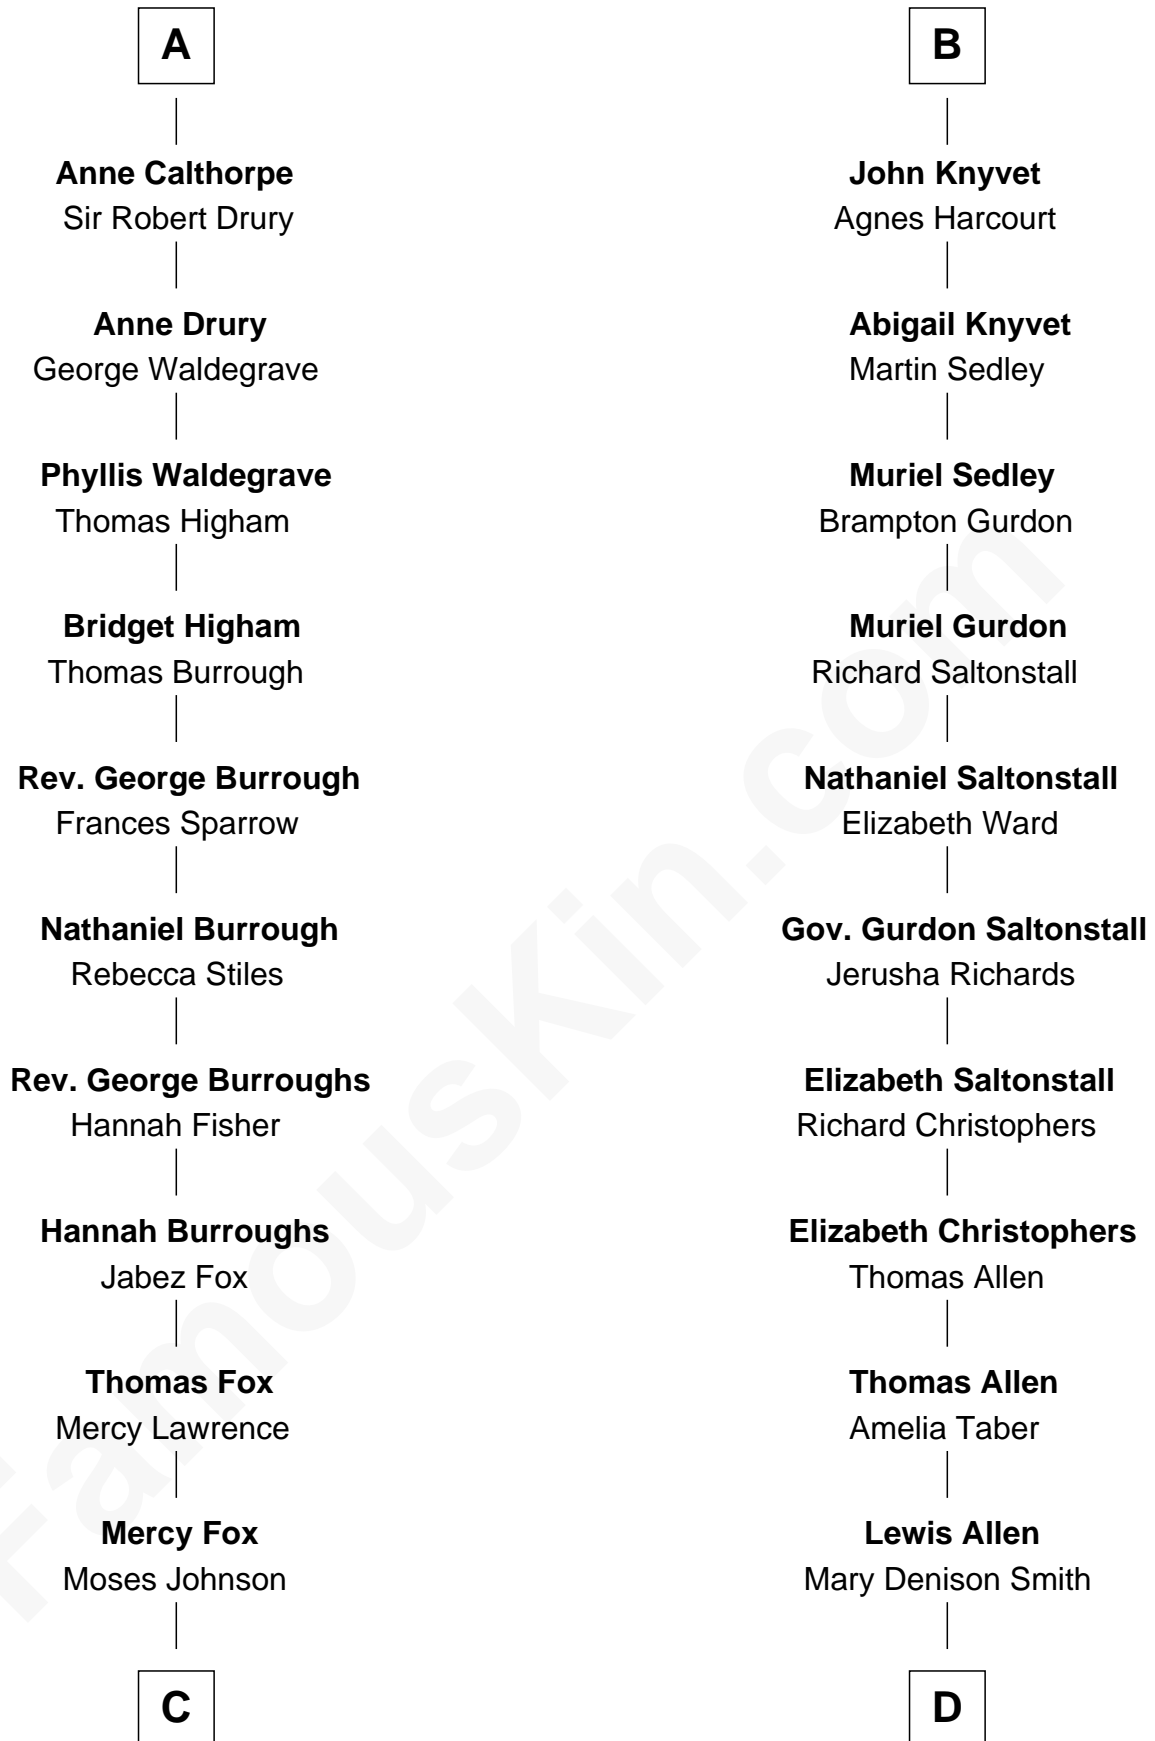 A
Anne Calthorpe
Sir Robert Drury
Anne Drury
George Waldegrave
Phyllis Waldegrave
Thomas Higham
Bridget Higham
Thomas Burrough
Rev. George Burrough
Frances Sparrow
Nathaniel Burrough
Rebecca Stiles
Rev. George Burroughs
Hannah Fisher
Hannah Burroughs
Jabez Fox
Thomas Fox
Mercy Lawrence
Mercy Fox
Moses Johnson
C
B
John Knyvet
Agnes Harcourt
Abigail Knyvet
Martin Sedley
Muriel Sedley
Brampton Gurdon
Muriel Gurdon
Richard Saltonstall
Nathaniel Saltonstall
Elizabeth Ward
Gov. Gurdon Saltonstall
Jerusha Richards
Elizabeth Saltonstall
Richard Christophers
Elizabeth Christophers
Thomas Allen
Thomas Allen
Amelia Taber
Lewis Allen
Mary Denison Smith
D
FamousKin.com